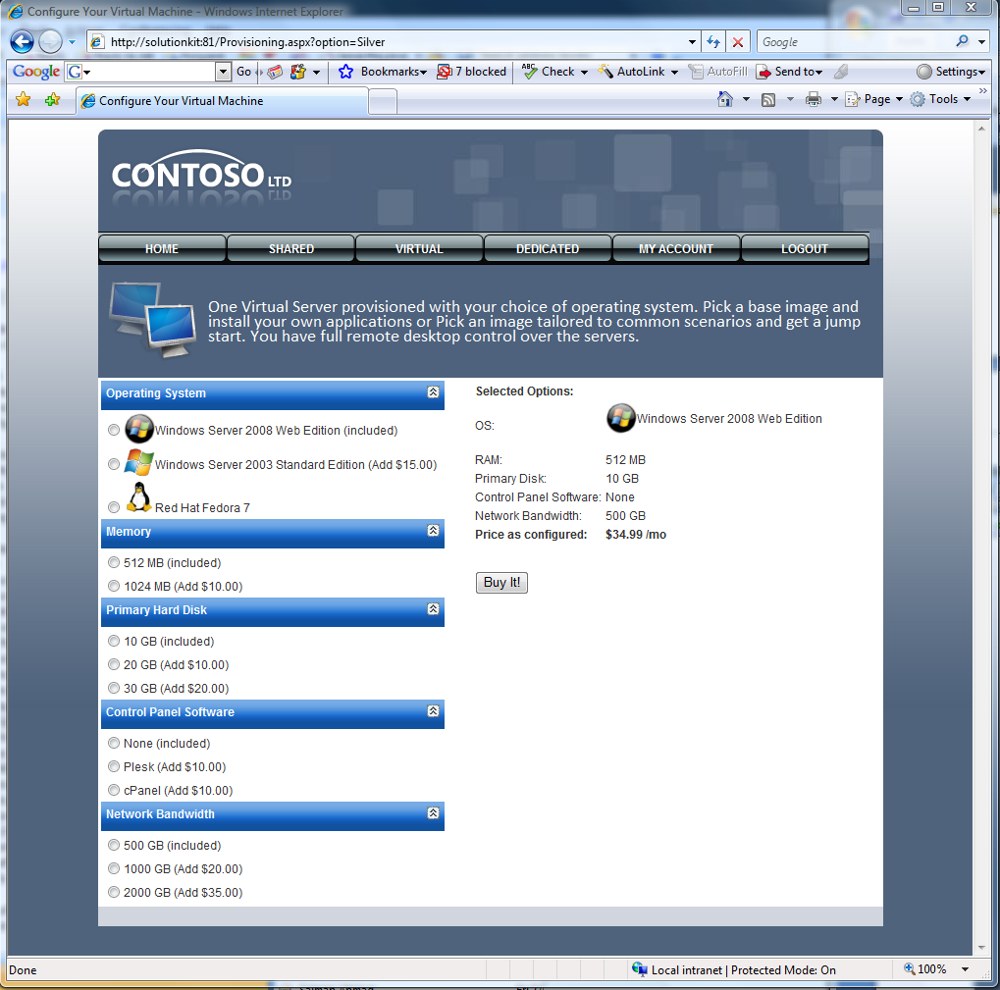 Configure Your Virtual Machine - Windows Internet Explorer
http://solutionkit:81/Provisioning.aspx?option=Silver
Google
Google G Go Bookmarks 7 blocked ABC Check AutoLink AutoFill Send to Settings
Configure Your Virtual Machine
Page Tools
CONTOSO LTD
HOME SHARED VIRTUAL DEDICATED MY ACCOUNT LOGOUT
One Virtual Server provisioned with your choice of operating system. Pick a base image and
install your own applications or Pick an image tailored to common scenarios and get a jump
start. You have full remote desktop control over the servers.
Operating System
Windows Server 2008 Web Edition (included)
Windows Server 2003 Standard Edition (Add $15.00)
Red Hat Fedora 7
Memory
512 MB (included)
1024 MB (Add $10.00)
Primary Hard Disk
10 GB (included)
20 GB (Add $10.00)
30 GB (Add $20.00)
Control Panel Software
None (included)
Plesk (Add $10.00)
cPanel (Add $10.00)
Network Bandwidth
500 GB (included)
1000 GB (Add $20.00)
2000 GB (Add $35.00)
Selected Options:
OS: Windows Server 2008 Web Edition
RAM: 512 MB
Primary Disk: 10 GB
Control Panel Software: None
Network Bandwidth: 500 GB
Price as configured: $34.99 /mo
Buy It!
Done
Local intranet | Protected Mode: On
100%